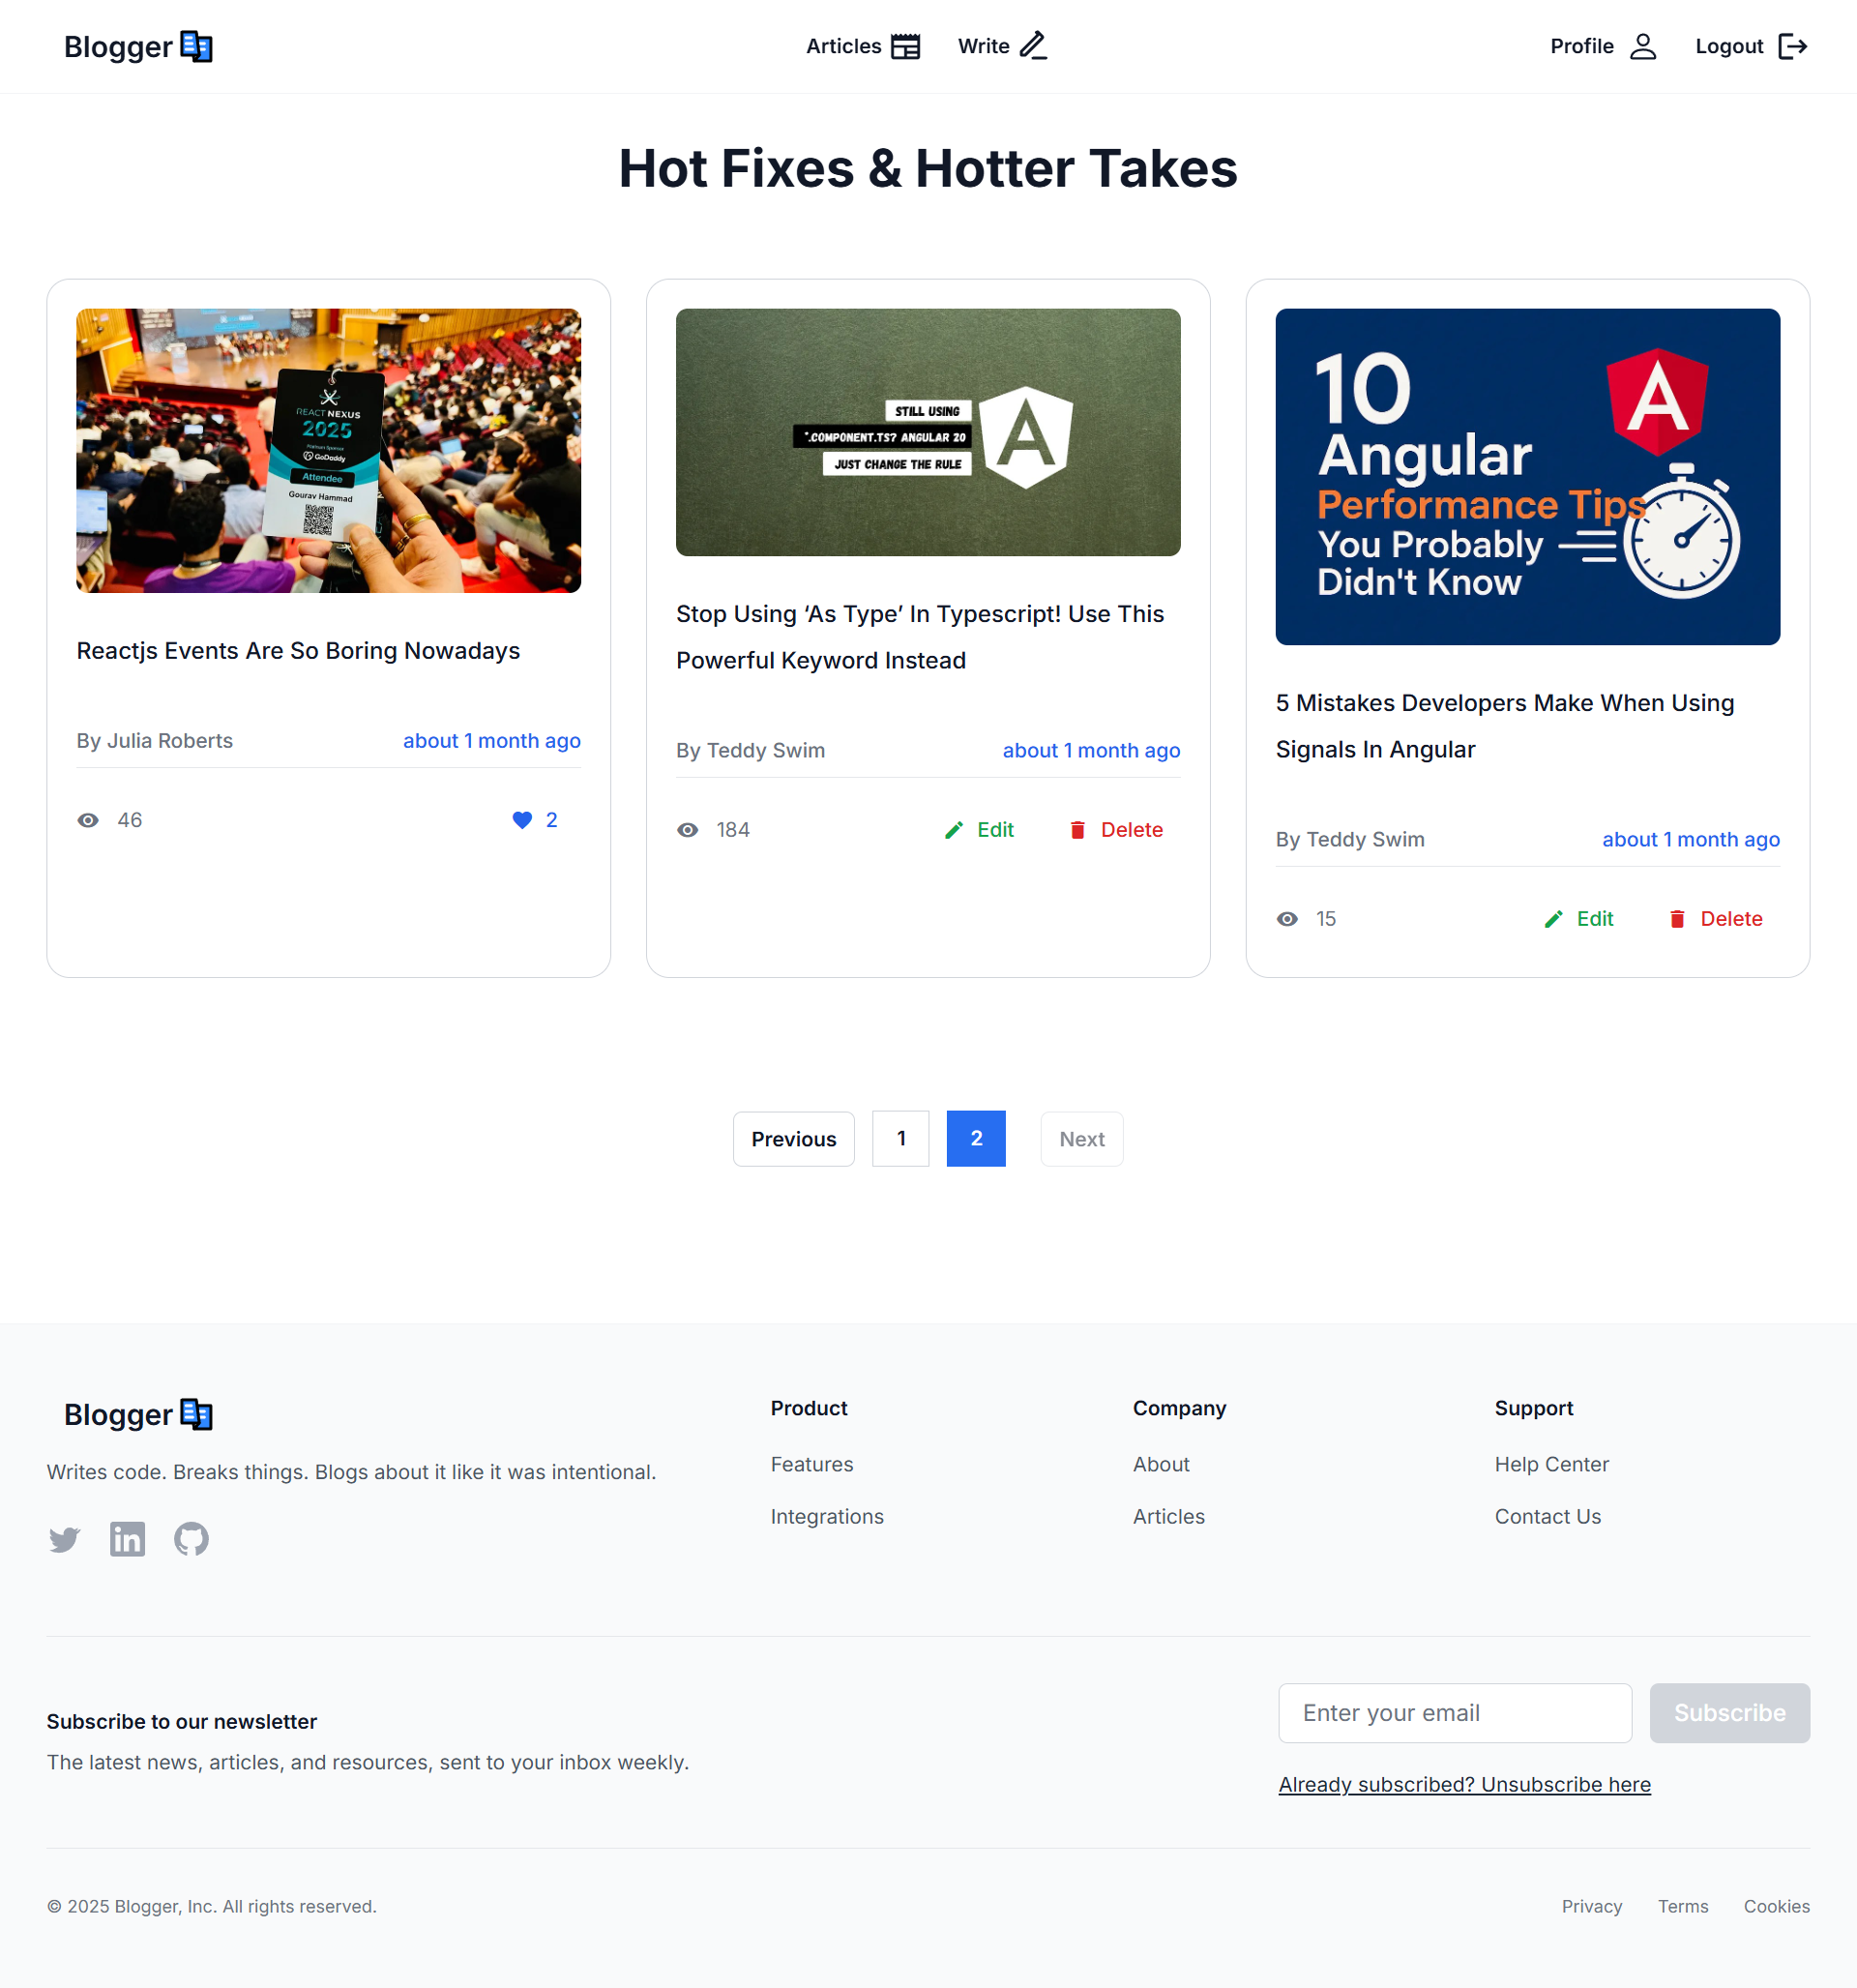 Blogger
Articles
Write
Profile
Logout
Hot Fixes & Hotter Takes
REACT NEXUS
2025
GoDaddy
Attendee
Gourav Hammad
Reactjs Events Are So Boring Nowadays
By Julia Roberts
about 1 month ago
46
2
STILL USING
*.COMPONENT.TS? ANGULAR 20
JUST CHANGE THE RULE
Stop Using ‘As Type’ In Typescript! Use This
Powerful Keyword Instead
By Teddy Swim
about 1 month ago
184
Edit
Delete
10
Angular
Performance Tips
You Probably
Didn't Know
5 Mistakes Developers Make When Using
Signals In Angular
By Teddy Swim
about 1 month ago
15
Edit
Delete
Previous
1
2
Next
Blogger
Writes code. Breaks things. Blogs about it like it was intentional.
Product
Features
Integrations
Company
About
Articles
Support
Help Center
Contact Us
Subscribe to our newsletter
The latest news, articles, and resources, sent to your inbox weekly.
Enter your email
Subscribe
Already subscribed? Unsubscribe here
© 2025 Blogger, Inc. All rights reserved.
Privacy
Terms
Cookies